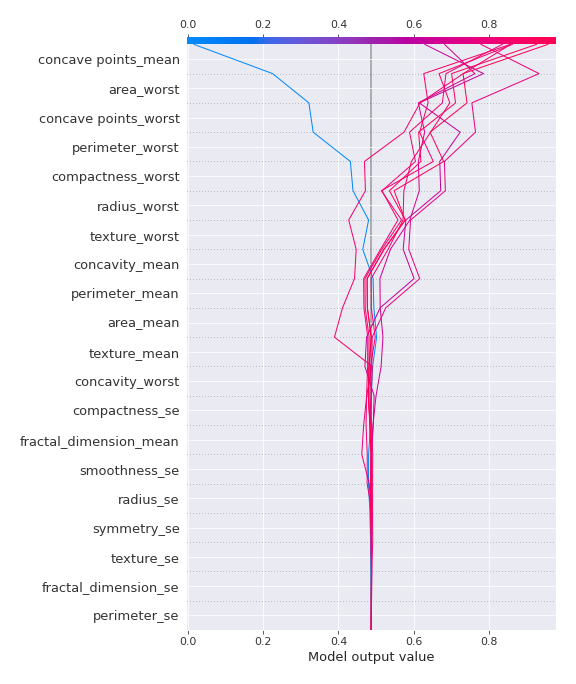 0.0 0.2 0.4 0.6 0.8
concave points_mean
area_worst
concave points_worst
perimeter_worst
compactness_worst
radius_worst
texture_worst
concavity_mean
perimeter_mean
area_mean
texture_mean
concavity_worst
compactness_se
fractal_dimension_mean
smoothness_se
radius_se
symmetry_se
texture_se
fractal_dimension_se
perimeter_se
0.0 0.2 0.4 0.6 0.8
Model output value